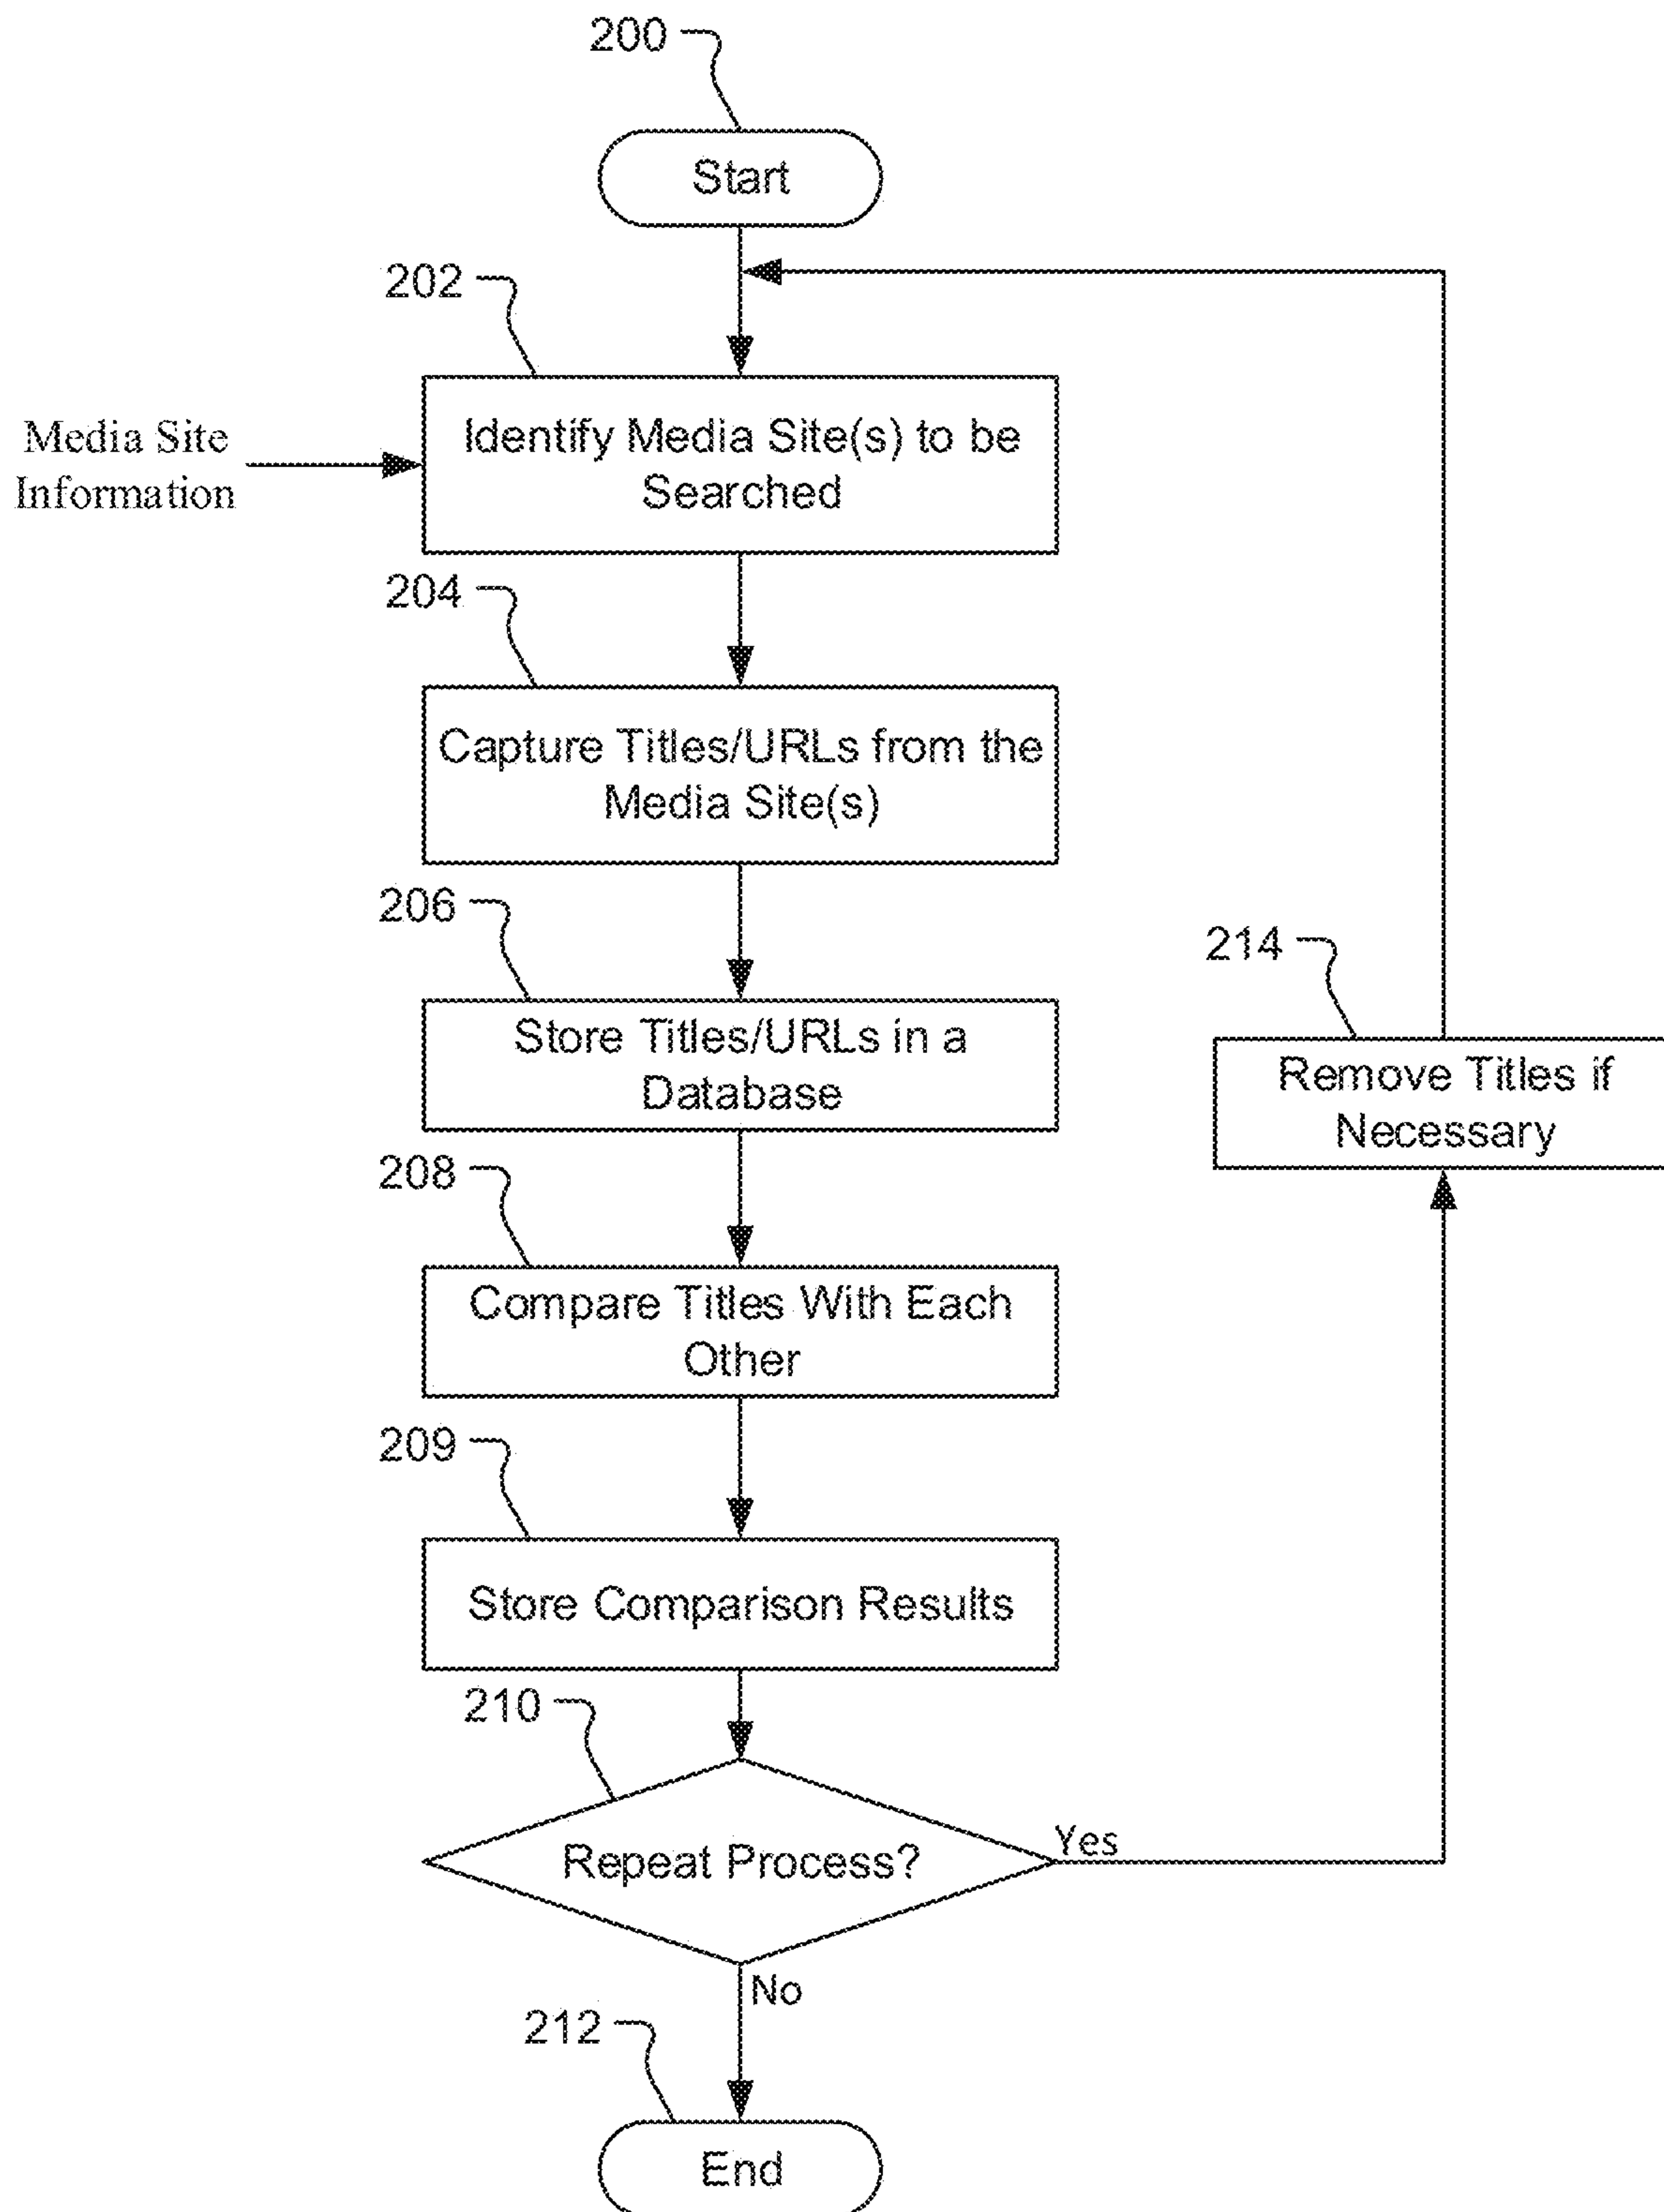 200
Start
202
Media Site
Information
Identify Media Site(s) to be
Searched
204
Capture Titles/URLs from the
Media Site(s)
206
Store Titles/URLs in a
Database
214
Remove Titles if
Necessary
208
Compare Titles With Each
Other
209
Store Comparison Results
210
Repeat Process?
Yes
No
212
End